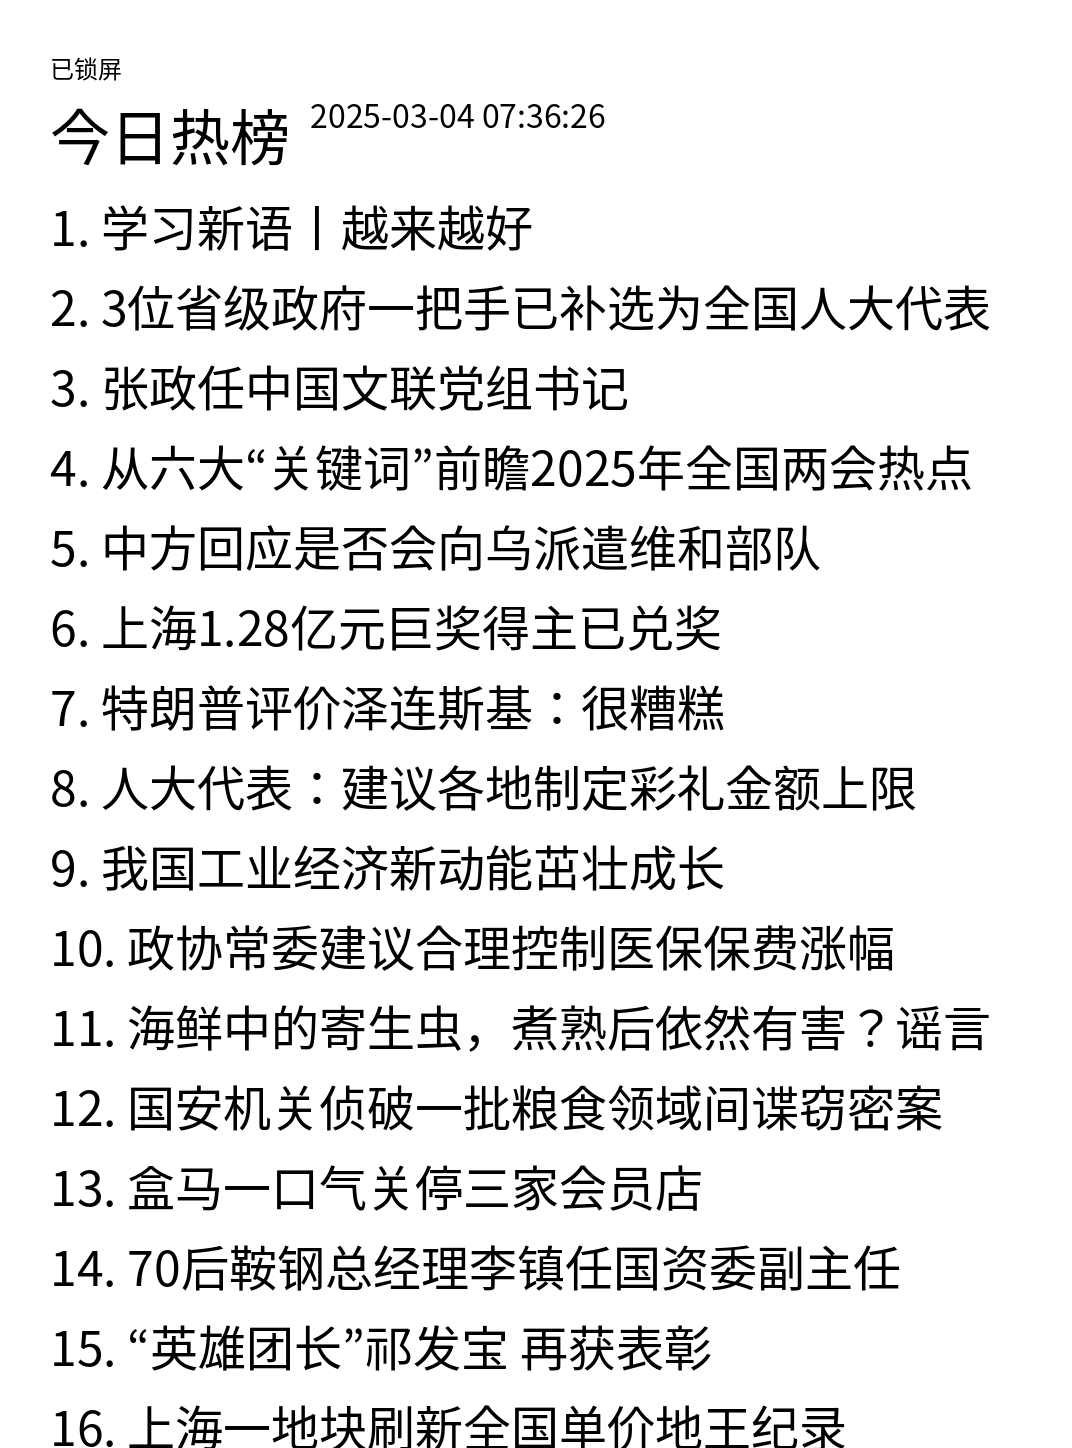 已锁屏
今日热榜 2025-03-04 07:36:26
1. 学习新语丨越来越好
2. 3位省级政府一把手已补选为全国人大代表
3. 张政任中国文联党组书记
4. 从六大“关键词”前瞻2025年全国两会热点
5. 中方回应是否会向乌派遣维和部队
6. 上海1.28亿元巨奖得主已兑奖
7. 特朗普评价泽连斯基：很糟糕
8. 人大代表：建议各地制定彩礼金额上限
9. 我国工业经济新动能茁壮成长
10. 政协常委建议合理控制医保保费涨幅
11. 海鲜中的寄生虫，煮熟后依然有害？谣言
12. 国安机关侦破一批粮食领域间谍窃密案
13. 盒马一口气关停三家会员店
14. 70后鞍钢总经理李镇任国资委副主任
15. “英雄团长”祁发宝 再获表彰
16. 上海一地块刷新全国单价地王纪录